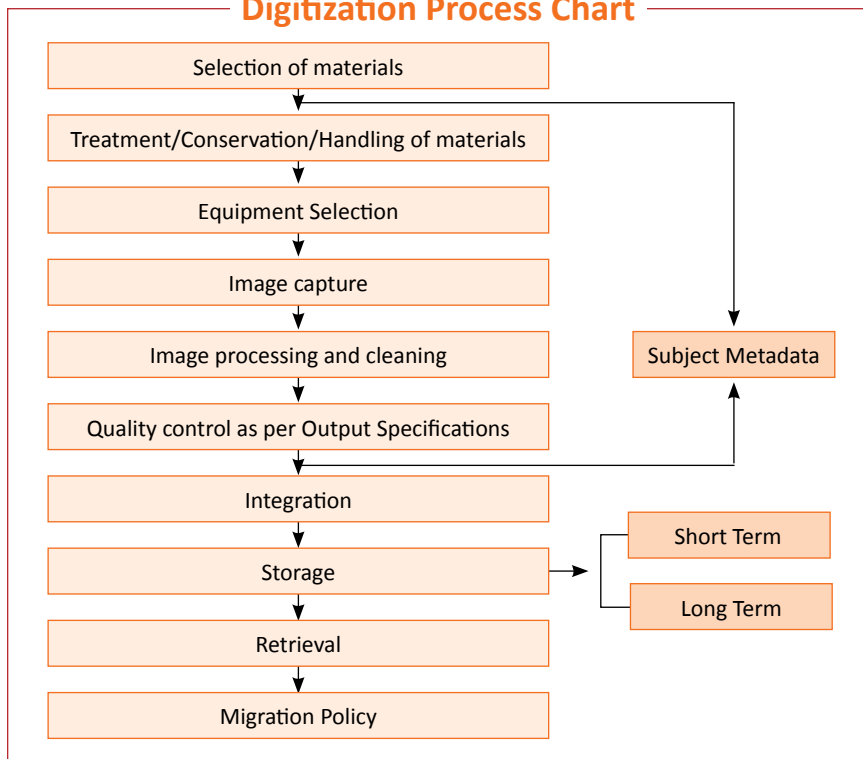 Digitization Process Chart
Selection of materials
Treatment/Conservation/Handling of materials
Equipment Selection
Image capture
Image processing and cleaning
Subject Metadata
Quality control as per Output Specifications
Integration
Short Term
Storage
Long Term
Retrieval
Migration Policy